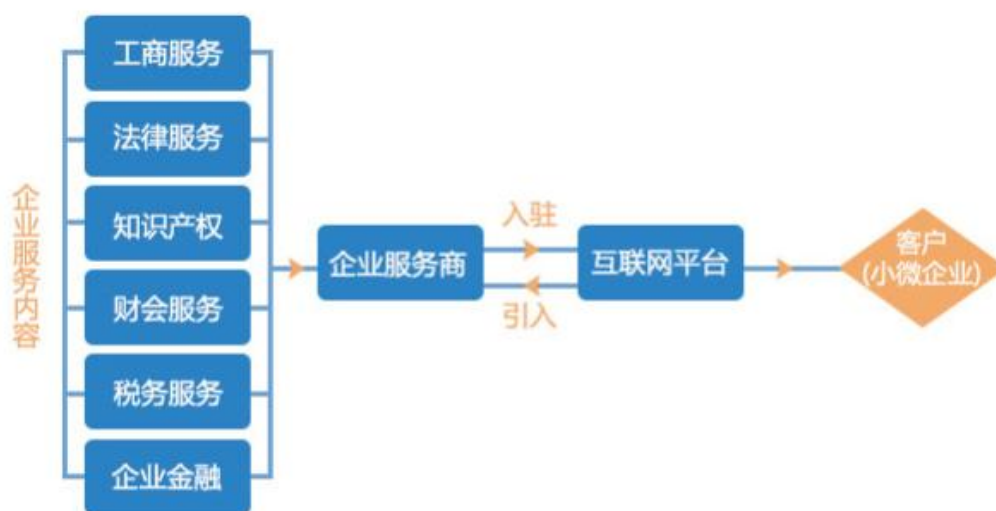 企业服务内容
工商服务
法律服务
知识产权
财会服务
税务服务
企业金融
企业服务商
入驻
引入
互联网平台
客户
(小微企业)